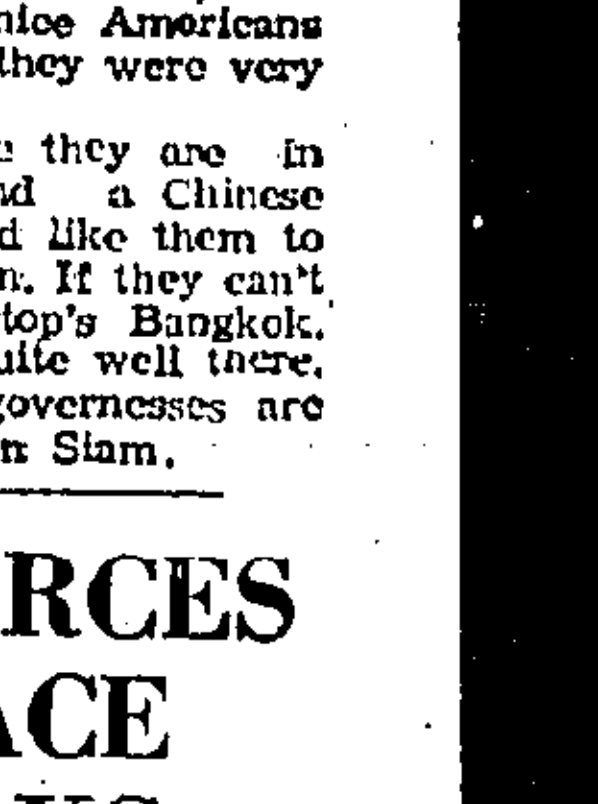 nice Americans
they were very
they are in
a Chinese
d like them to
n. If they can't
top's Bangkok.
uite well there.
governesses are
n Siam.
RCES
ACE